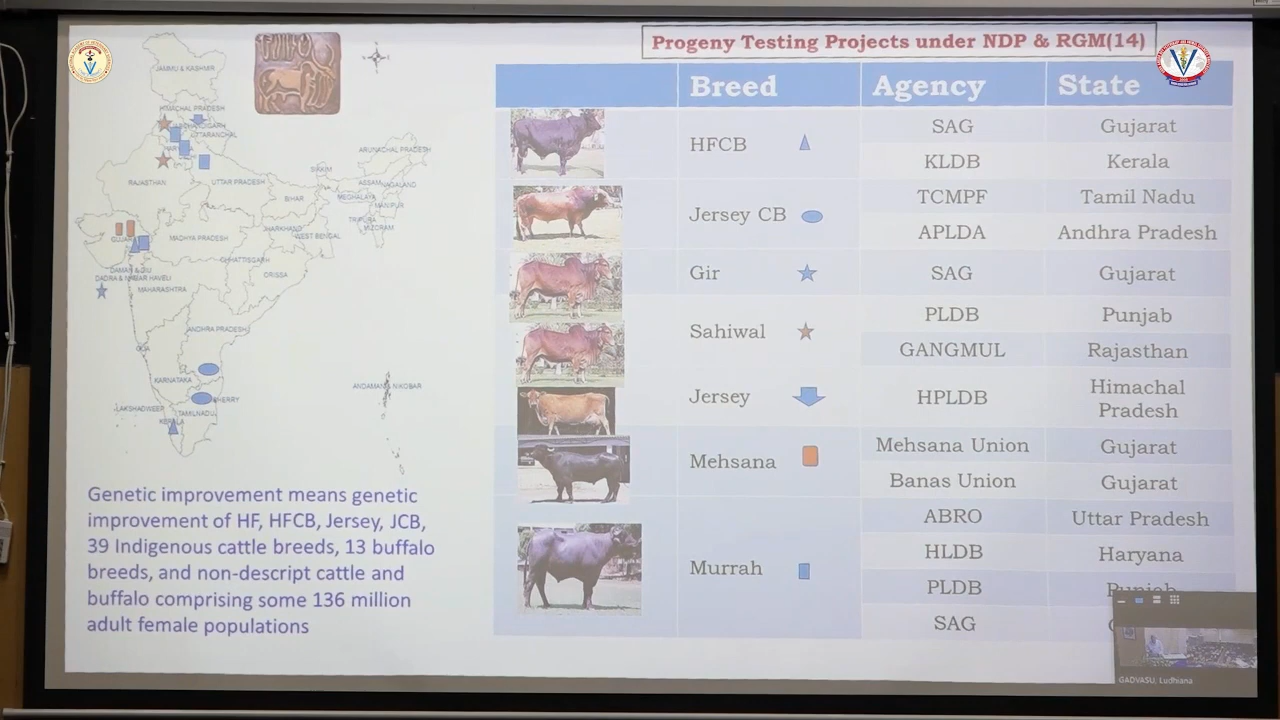 Progeny Testing Projects under NDP & RGM(14)
JAMMU & KASHMIR
HIMACHAL PRADESH
UTTARANCHAL
ARUNACHAL PRADESH
SIKKIM
RAJASTHAN
UTTAR PRADESH
ASSAM
NAGALAND
BIHAR
MEGHALAYA
MANIPUR
TRIPURA
MIZORAM
JHARKHAND
WEST BENGAL
MADHYA PRADESH
CHHATTISGARH
ORISSA
DAMAN & DIU
MAHARASHTRA
ANDHRA PRADESH
GOA
KARNATAKA
ANDAMAN & NIKOBAR
LAKSHADWEEP
TAMILNADU
KERALA
Genetic improvement means genetic
improvement of HF, HFCB, Jersey, JCB,
39 Indigenous cattle breeds, 13 buffalo
breeds, and non-descript cattle and
buffalo comprising some 136 million
adult female populations
Breed Agency State
HFCB SAG Gujarat
KLDB Kerala
Jersey CB TCMPF Tamil Nadu
APLDA Andhra Pradesh
Gir SAG Gujarat
Sahiwal PLDB Punjab
GANGMUL Rajasthan
Jersey HPLDB Himachal
Pradesh
Mehsana Mehsana Union Gujarat
Banas Union Gujarat
Murrah ABRO Uttar Pradesh
HLDB Haryana
PLDB Punjab
SAG
GADVASU, Ludhiana